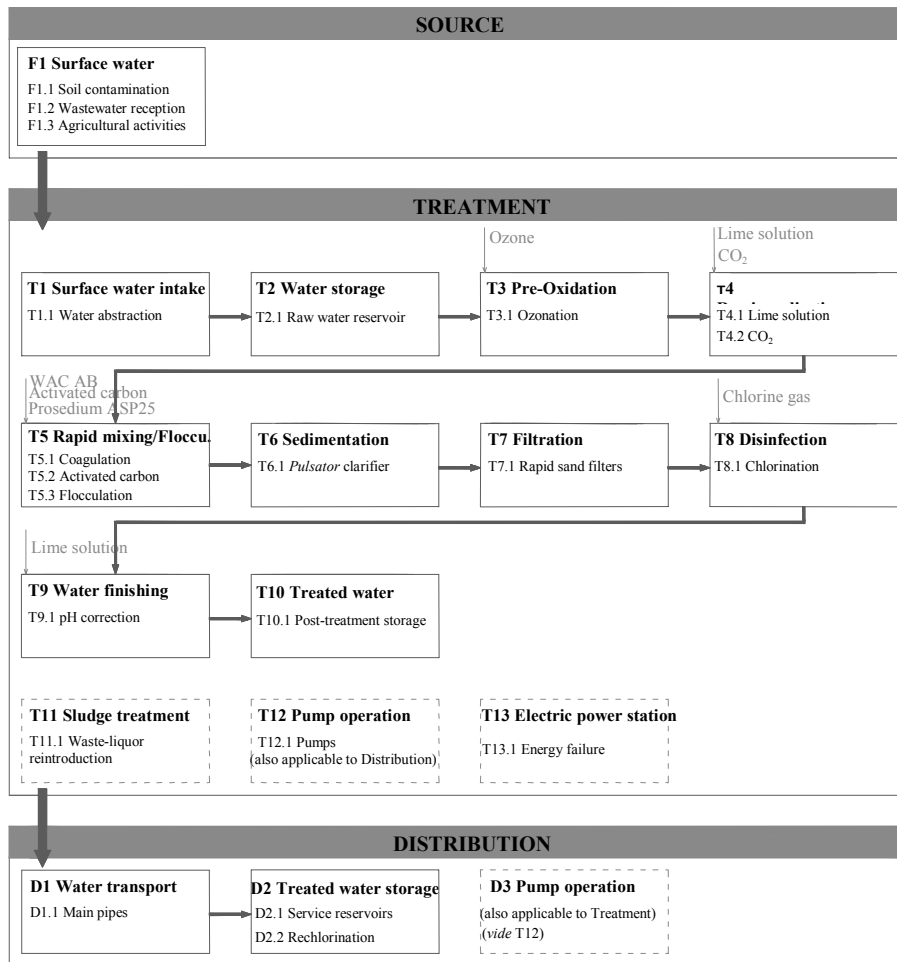 SOURCE
F1 Surface water
F1.1 Soil contamination
F1.2 Wastewater reception
F1.3 Agricultural activities
TREATMENT
Ozone
Lime solution
CO₂
T1 Surface water intake
T1.1 Water abstraction
T2 Water storage
T2.1 Raw water reservoir
T3 Pre-Oxidation
T3.1 Ozonation
T4
T4.1 Lime solution
T4.2 CO₂
WAC AB
Activated carbon
Prosedium ASP25
Chlorine gas
T5 Rapid mixing/Floccu.
T5.1 Coagulation
T5.2 Activated carbon
T5.3 Flocculation
T6 Sedimentation
T6.1 Pulsator clarifier
T7 Filtration
T7.1 Rapid sand filters
T8 Disinfection
T8.1 Chlorination
Lime solution
T9 Water finishing
T9.1 pH correction
T10 Treated water
T10.1 Post-treatment storage
T11 Sludge treatment
T11.1 Waste-liquor
reintroduction
T12 Pump operation
T12.1 Pumps
(also applicable to Distribution)
T13 Electric power station
T13.1 Energy failure
DISTRIBUTION
D1 Water transport
D1.1 Main pipes
D2 Treated water storage
D2.1 Service reservoirs
D2.2 Rechlorination
D3 Pump operation
(also applicable to Treatment)
(vide T12)